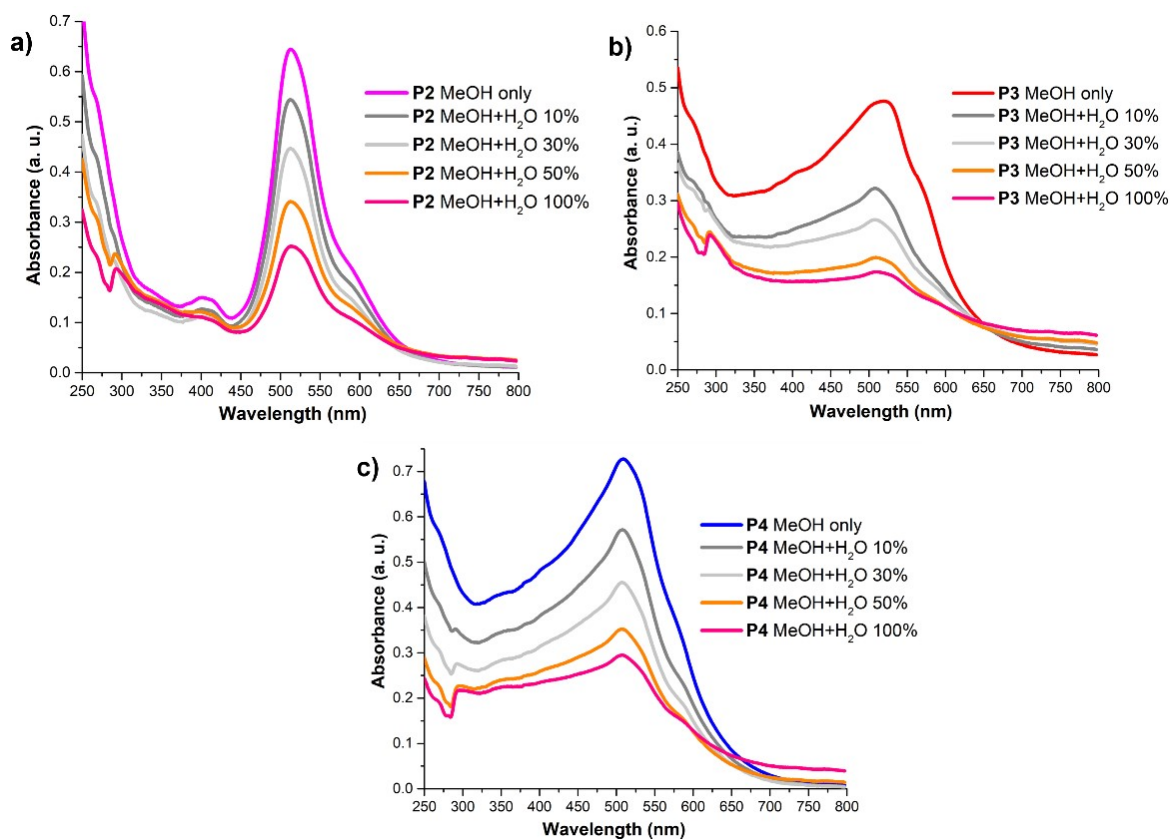 a)
0.7
0.6
0.5
0.4
0.3
0.2
0.1
0.0
Absorbance (a. u.)
250 300 350 400 450 500 550 600 650 700 750 800
Wavelength (nm)
P2 MeOH only
P2 MeOH+H₂O 10%
P2 MeOH+H₂O 30%
P2 MeOH+H₂O 50%
P2 MeOH+H₂O 100%
b)
0.6
0.5
0.4
0.3
0.2
0.1
0.0
Absorbance (a. u.)
250 300 350 400 450 500 550 600 650 700 750 800
Wavelength (nm)
P3 MeOH only
P3 MeOH+H₂O 10%
P3 MeOH+H₂O 30%
P3 MeOH+H₂O 50%
P3 MeOH+H₂O 100%
c)
0.7
0.6
0.5
0.4
0.3
0.2
0.1
0.0
Absorbance (a. u.)
250 300 350 400 450 500 550 600 650 700 750 800
Wavelength (nm)
P4 MeOH only
P4 MeOH+H₂O 10%
P4 MeOH+H₂O 30%
P4 MeOH+H₂O 50%
P4 MeOH+H₂O 100%